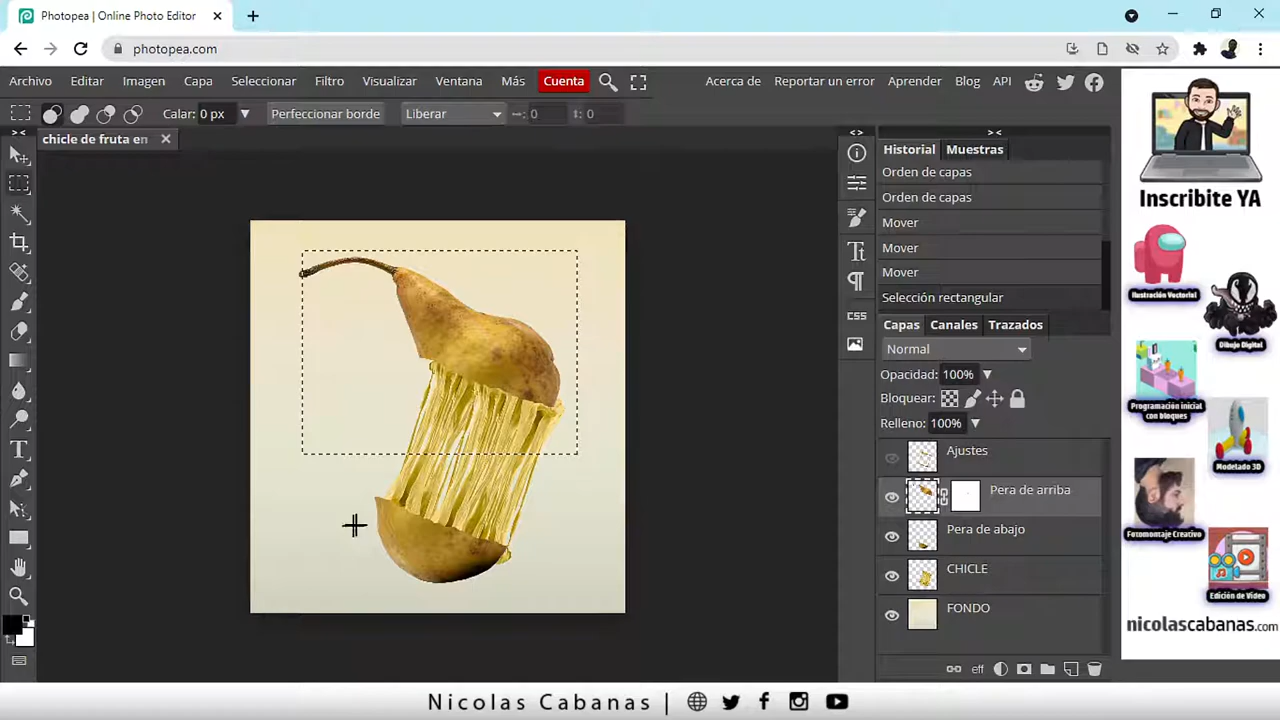 Photopea | Online Photo Editor
photopea.com
Archivo Editar Imagen Capa Seleccionar Filtro Visualizar Ventana Más Cuenta
Acerca de Reportar un error Aprender Blog API
Calar: 0 px Perfeccionar borde Liberar 0 0
chicle de fruta en
Historial Muestras
Orden de capas
Orden de capas
Mover
Mover
Mover
Selección rectangular
Capas Canales Trazados
Normal
Opacidad: 100%
Bloquear:
Relleno: 100%
Ajustes
Pera de arriba
Pera de abajo
CHICLE
FONDO
CSS
eff
Inscribite YA
Ilustración Vectorial
Dibujo Digital
Programación inicial
con bloques
Modelado 3D
Fotomontaje Creativo
Edición de Video
nicolascabanas.com
Nicolas Cabanas |